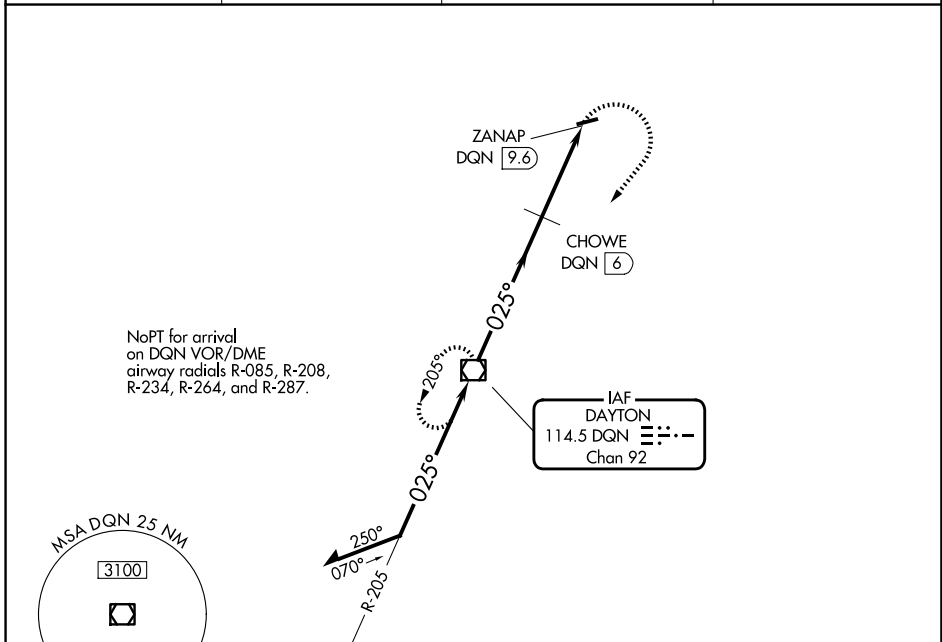 ZANAP
DQN 9.6
CHOWE
DQN 6
025°
NoPT for arrival
on DQN VOR/DME
airway radials R-085, R-208,
R-234, R-264, and R-287.
205°
IAF
DAYTON
114.5 DQN
Chan 92
025°
250°
070°
R-205
MSA DQN 25 NM
3100